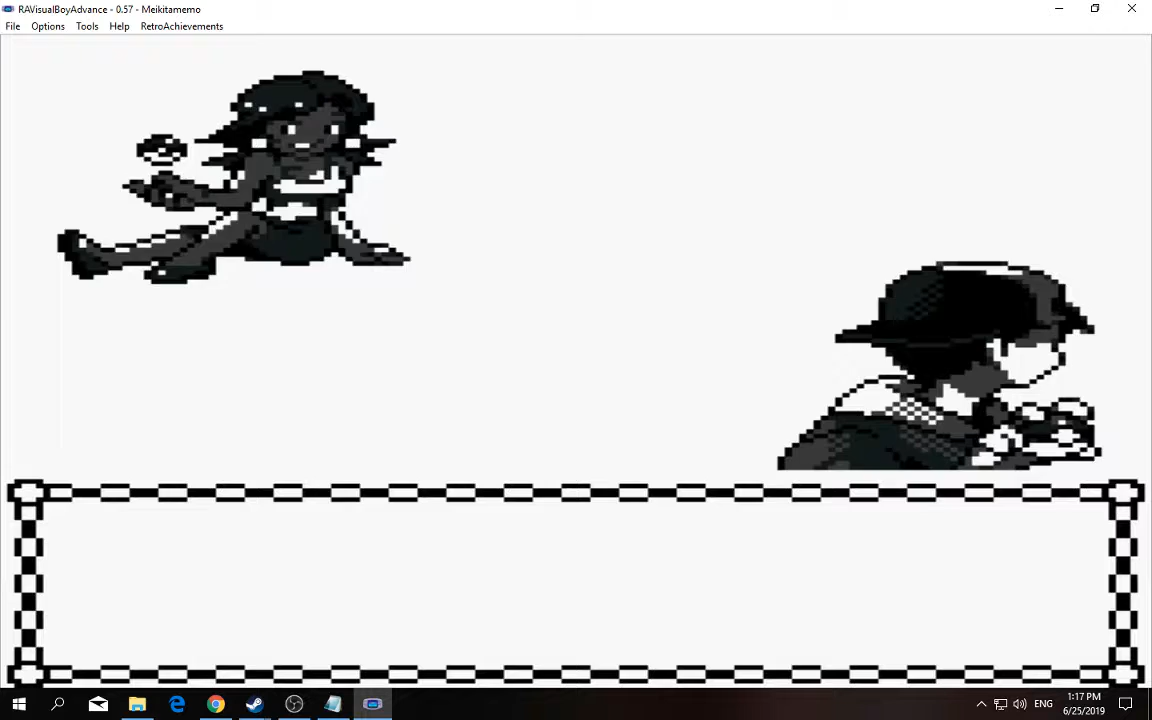 RAVisualBoyAdvance - 0.57 - Meikitamemo
File Options Tools Help RetroAchievements
1:17 PM
ENG
6/25/2019